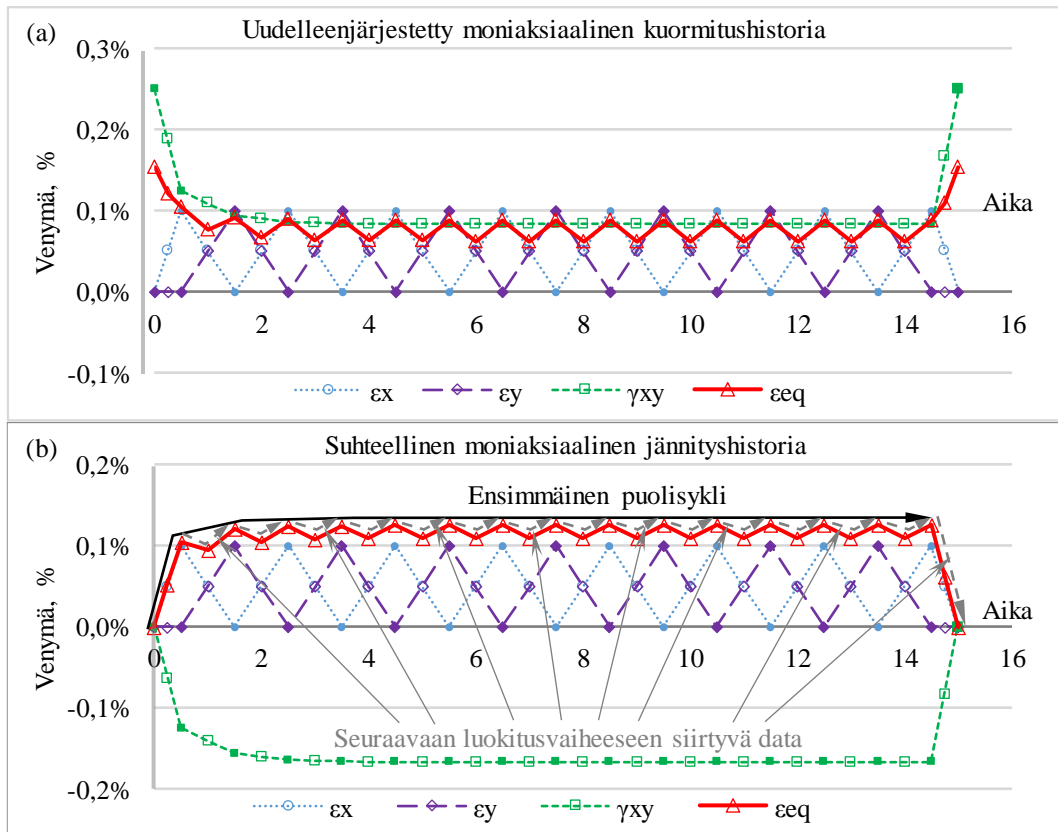 (a)
Uudelleenjärjestetty moniaksiaalinen kuormitushistoria
0,3%
0,2%
0,1%
0,0%
-0,1%
Venymä, %
Aika
0 2 4 6 8 10 12 14 16
εx εy γxy εeq
(b)
Suhteellinen moniaksiaalinen jännityshistoria
0,2%
0,1%
0,0%
-0,1%
-0,2%
Venymä, %
Ensimmäinen puolisykli
Aika
0 2 4 6 8 10 12 14 16
Seuraavaan luokitusvaiheeseen siirtyvä data
εx εy γxy εeq